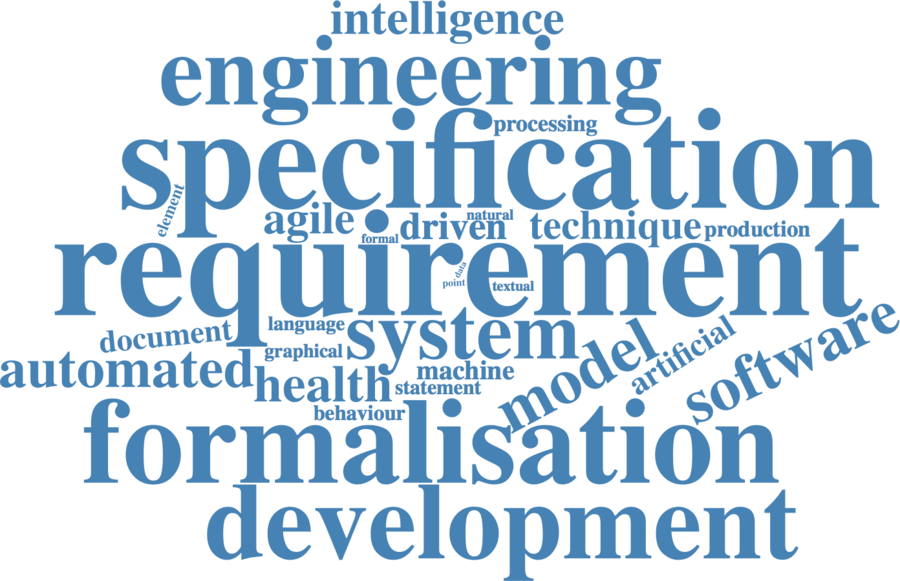 intelligence
engineering
processing
specification
element
agile
natural
driven
technique
production
formal
requirement
data
point
textual
document
language
system
graphical
automated
machine
model
artificial
software
health
statement
behaviour
formalisation
development